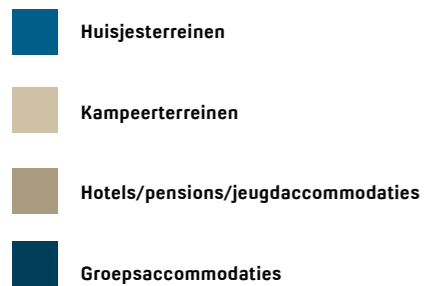 Huisjesterreinen
Kampeerterreinen
Hotels/pensions/jeugdaccommodaties
Groepsaccommodaties